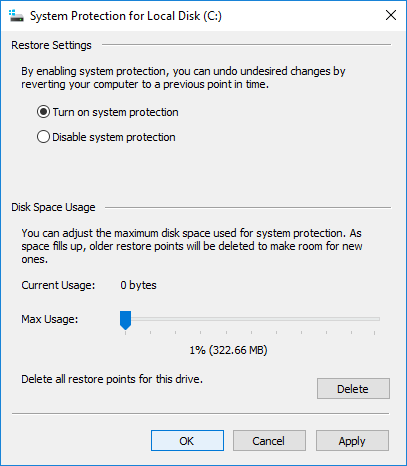 System Protection for Local Disk (C:)
Restore Settings
By enabling system protection, you can undo undesired changes by
reverting your computer to a previous point in time.
Turn on system protection
Disable system protection
Disk Space Usage
You can adjust the maximum disk space used for system protection. As
space fills up, older restore points will be deleted to make room for new
ones.
Current Usage: 0 bytes
Max Usage:
1% (322.66 MB)
Delete all restore points for this drive.
Delete
OK Cancel Apply